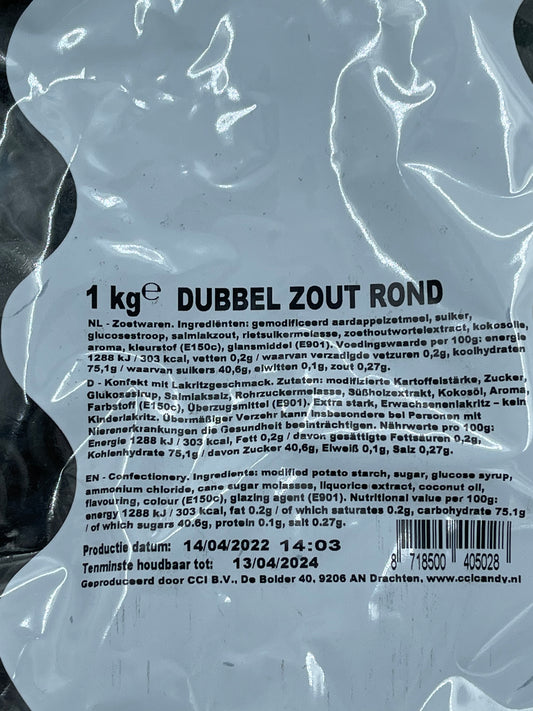 1 kg℮ DUBBEL ZOUT ROND
NL - Zoetwaren. Ingrediënten: gemodificeerd aardappelzetmeel, suiker,
glucosestroop, salmiakzout, rietsuikermelasse, zoethoutwortelextract, kokosolie,
aroma, kleurstof (E150c), glansmiddel (E901). Voedingswaarde per 100g: energie
1288 kJ / 303 kcal, vetten 0,2g / waarvan verzadigde vetzuren 0,2g, koolhydraten
75,1g / waarvan suikers 40,6g, eiwitten 0,1g, zout 0,27g.
D - Konfekt mit Lakritzgeschmack. Zutaten: modifizierte Kartoffelstärke, Zucker,
Glukosesirup, Salmiaksalz, Rohrzuckermelasse, Süßholzextrakt, Kokosöl, Aroma,
Farbstoff (E150c), Überzugsmittel (E901). Extra stark, Erwachsenenlakritz – kein
Kinderlakritz. Übermäßiger Verzehr kann insbesondere bei Personen mit
Nierenerkrankungen die Gesundheit beeinträchtigen. Nährwerte pro 100g:
Energie 1288 kJ / 303 kcal, Fett 0,2g / davon gesättigte Fettsäuren 0,2g,
Kohlenhydrate 75,1g / davon Zucker 40,6g, Eiweiß 0,1g, Salz 0,27g.
EN - Confectionery. Ingredients: modified potato starch, sugar, glucose syrup,
ammonium chloride, cane sugar molasses, liquorice extract, coconut oil,
flavouring, colour (E150c), glazing agent (E901). Nutritional value per 100g:
energy 1288 kJ / 303 kcal, fat 0.2g / of which saturates 0.2g, carbohydrate 75.1g
/ of which sugars 40.6g, protein 0.1g, salt 0.27g.
Productie datum: 14/04/2022 14:03
Tenminste houdbaar tot: 13/04/2024
8 718500 405028
Geproduceerd door CCI B.V., De Bolder 40, 9206 AN Drachten, www.ccicandy.nl